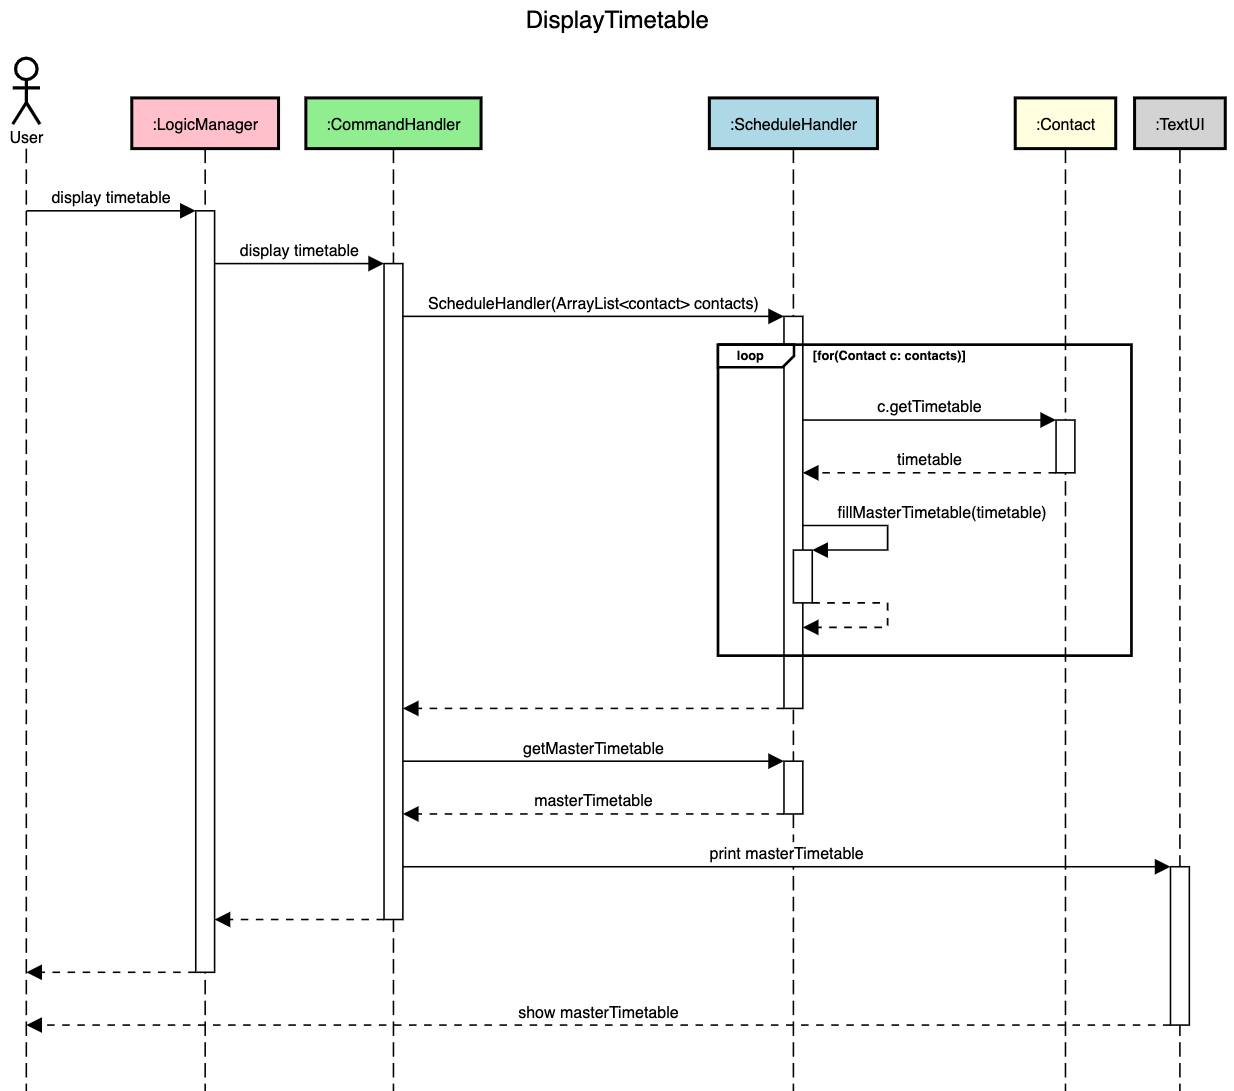 DisplayTimetable
User
:LogicManager
:CommandHandler
:ScheduleHandler
:Contact
:TextUI
display timetable
display timetable
ScheduleHandler(ArrayList<contact> contacts)
loop
[for(Contact c: contacts)]
c.getTimetable
timetable
fillMasterTimetable(timetable)
getMasterTimetable
masterTimetable
print masterTimetable
show masterTimetable